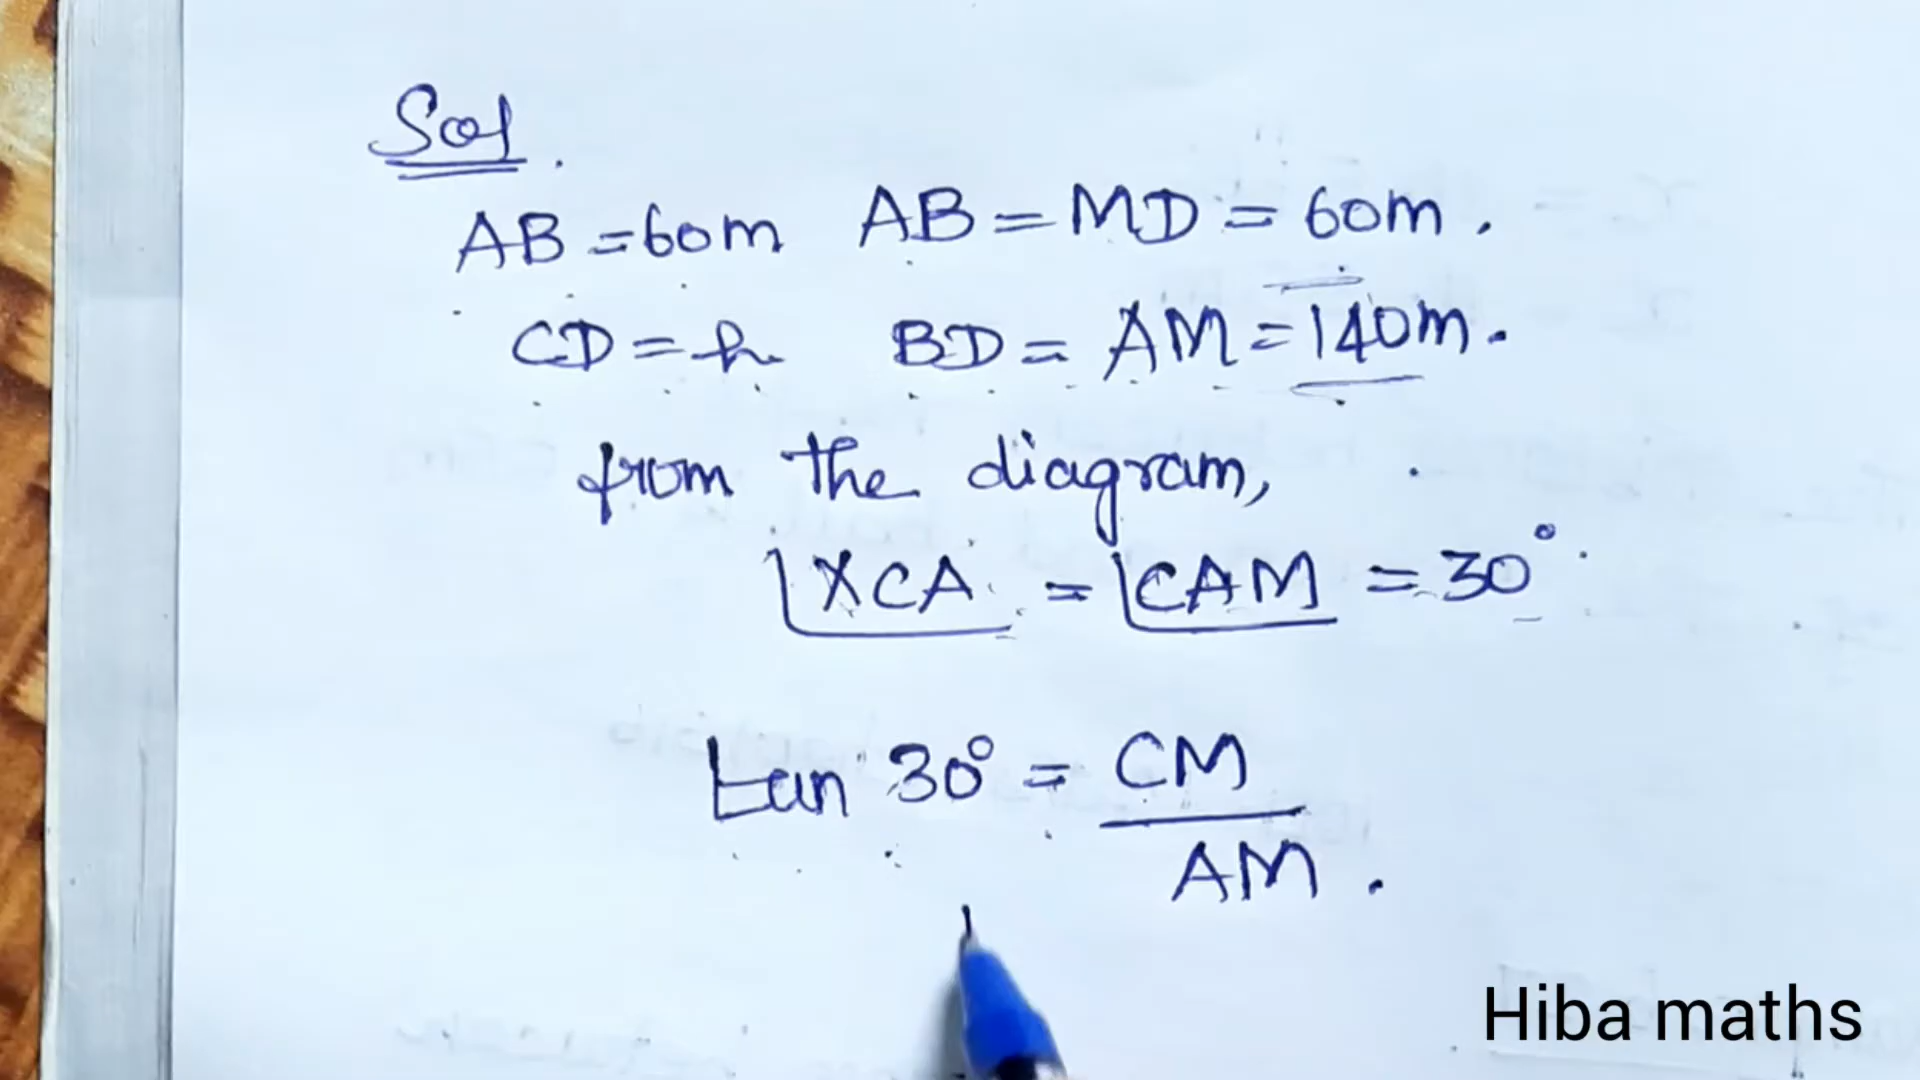 Sol.
AB = 60m AB = MD = 60m.
CD = h BD = AM = 140m.
from the diagram,
∠XCA = ∠CAM = 30°
tan 30° = CM
AM.
Hiba maths